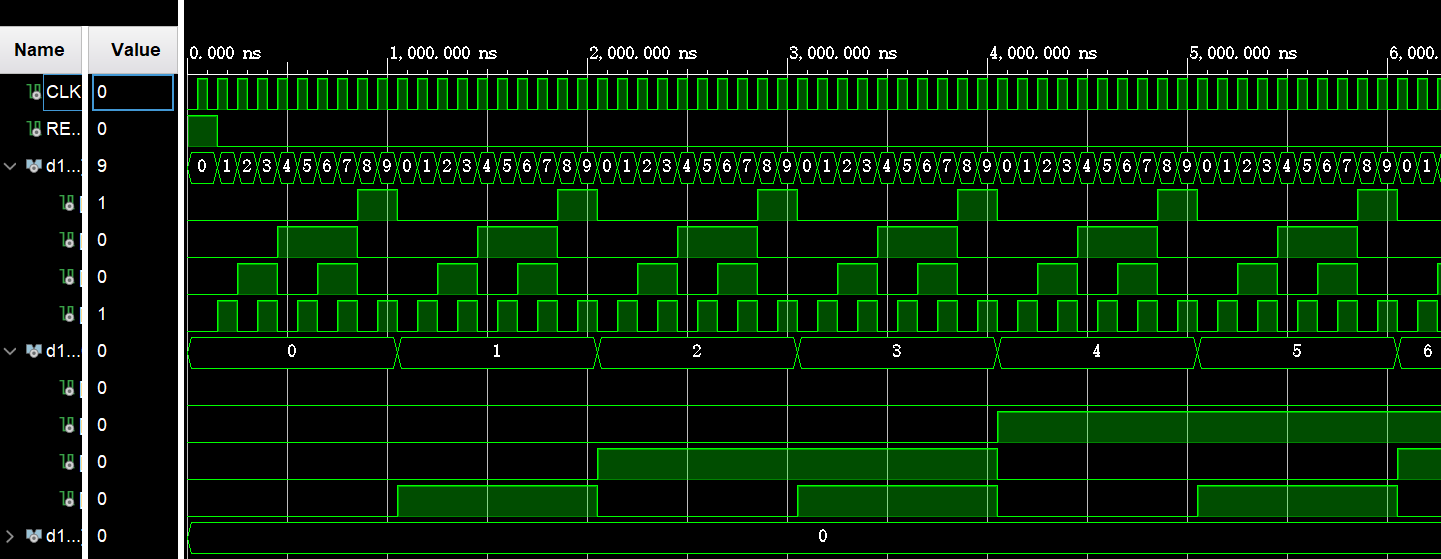 Name Value
0.000 ns 1,000.000 ns 2,000.000 ns 3,000.000 ns 4,000.000 ns 5,000.000 ns 6,000.
CLK 0
RE.. 0
d1... 9 0 1 2 3 4 5 6 7 8 9 0 1 2 3 4 5 6 7 8 9 0 1 2 3 4 5 6 7 8 9 0 1 2 3 4 5 6 7 8 9 0 1 2 3 4 5 6 7 8 9 0 1 2 3 4 5 6 7 8 9 0 1
1
0
0
1
d1... 0 0 1 2 3 4 5 6
0
0
0
0
d1... 0 0